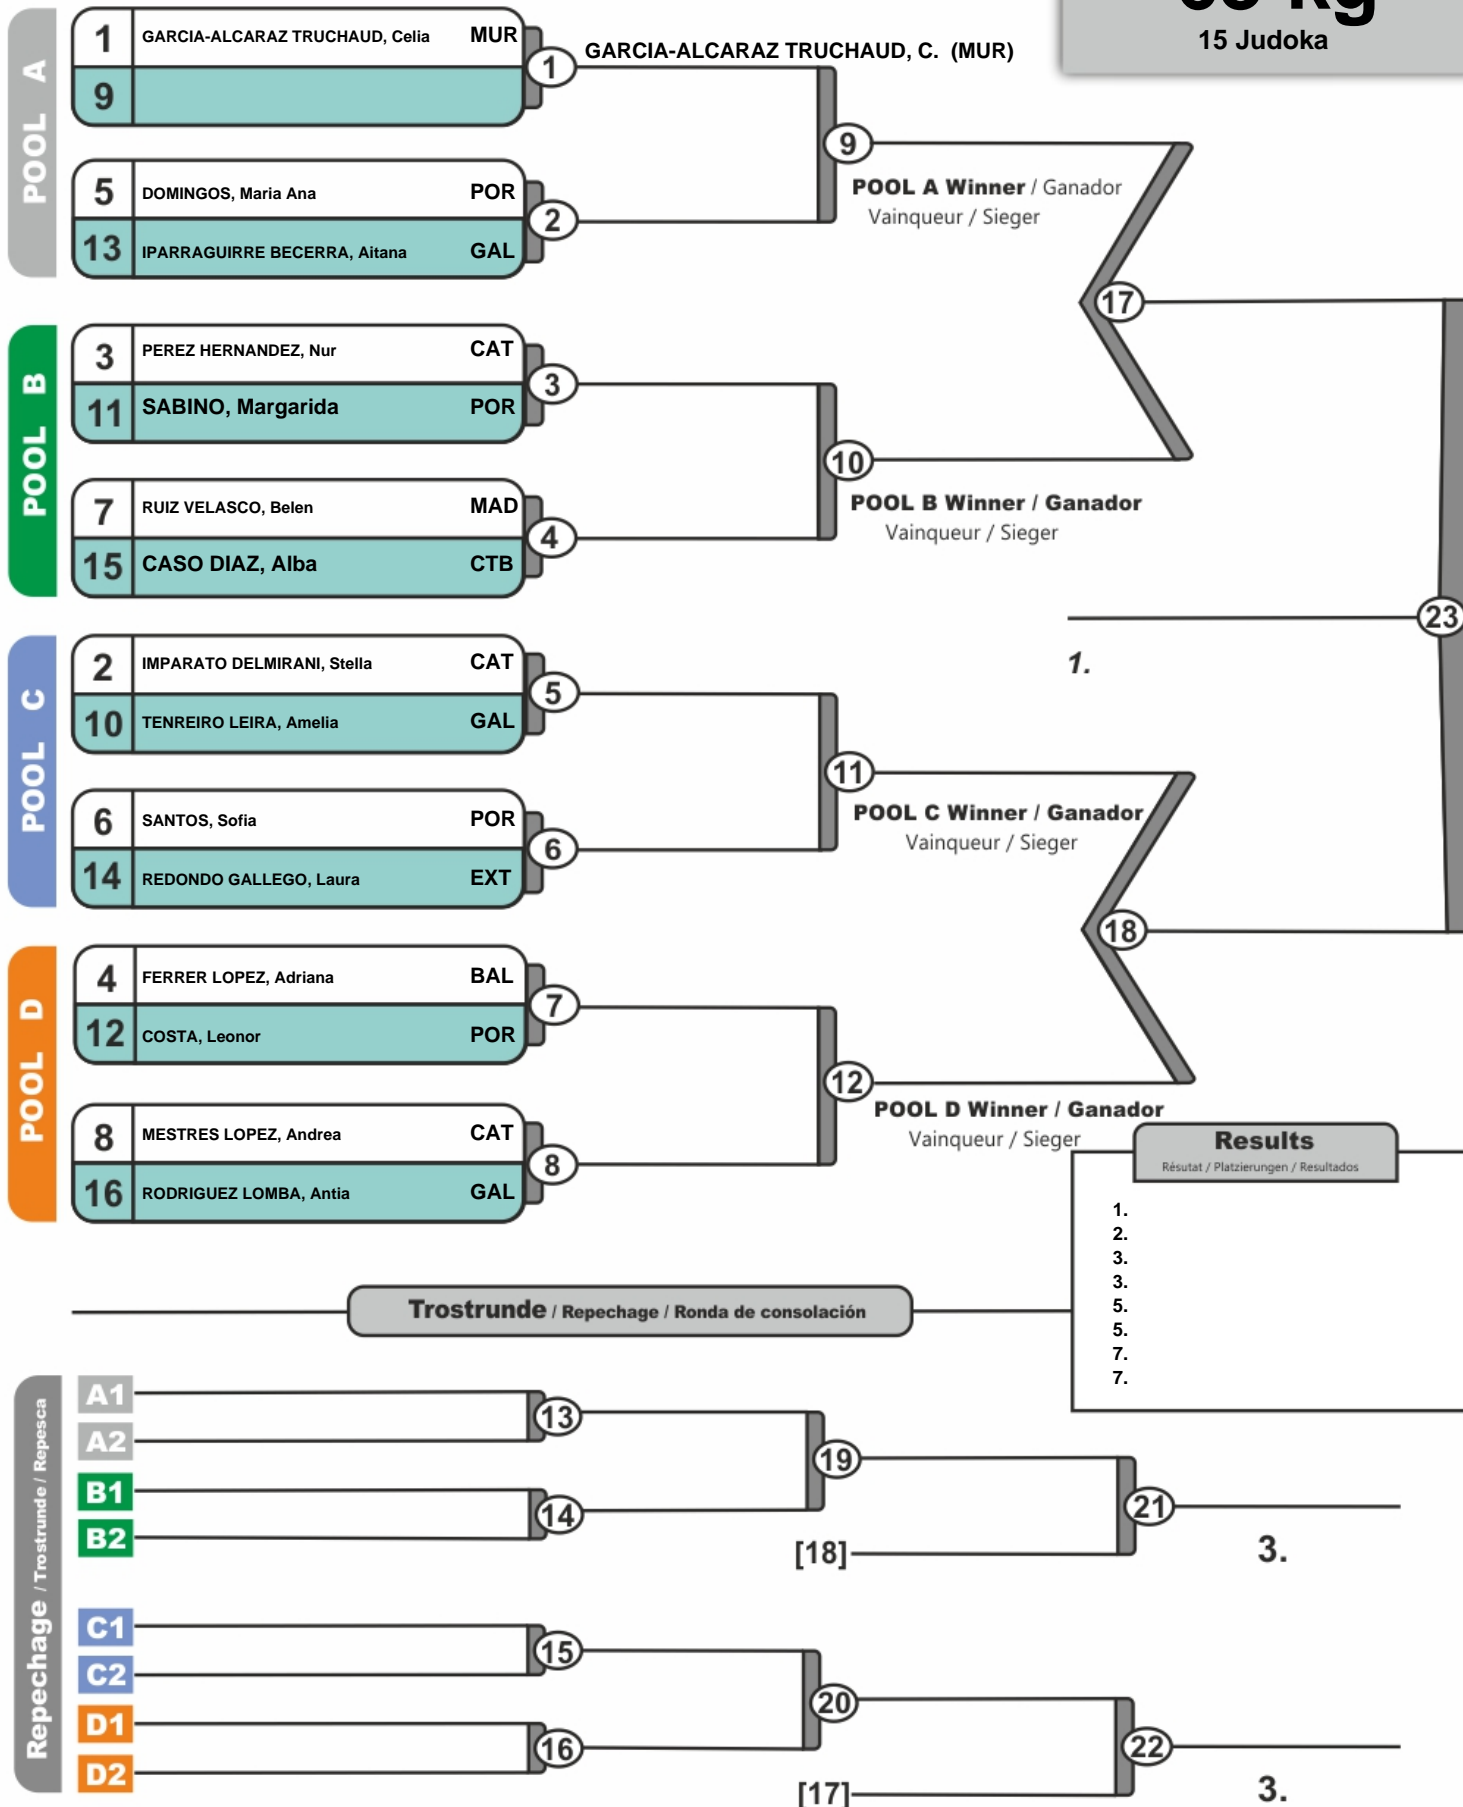 kg
15 Judoka
POOL A
1 GARCIA-ALCARAZ TRUCHAUD, Celia MUR
9
1
GARCIA-ALCARAZ TRUCHAUD, C. (MUR)
5 DOMINGOS, Maria Ana POR
13 IPARRAGUIRRE BECERRA, Aitana GAL
2
9
POOL A Winner / Ganador
Vainqueur / Sieger
17
POOL B
3 PEREZ HERNANDEZ, Nur CAT
11 SABINO, Margarida POR
3
7 RUIZ VELASCO, Belen MAD
15 CASO DIAZ, Alba CTB
4
10
POOL B Winner / Ganador
Vainqueur / Sieger
23
1.
POOL C
2 IMPARATO DELMIRANI, Stella CAT
10 TENREIRO LEIRA, Amelia GAL
5
6 SANTOS, Sofia POR
14 REDONDO GALLEGO, Laura EXT
6
11
POOL C Winner / Ganador
Vainqueur / Sieger
18
POOL D
4 FERRER LOPEZ, Adriana BAL
12 COSTA, Leonor POR
7
8 MESTRES LOPEZ, Andrea CAT
16 RODRIGUEZ LOMBA, Antia GAL
8
12
POOL D Winner / Ganador
Vainqueur / Sieger
Results
Résutat / Platzierungen / Resultados
1.
2.
3.
3.
5.
5.
7.
7.
Trostrunde / Repechage / Ronda de consolación
Repechage / Trostrunde / Repesca
A1
A2
13
B1
B2
14
19
[18]
21
3.
C1
C2
15
D1
D2
16
20
[17]
22
3.